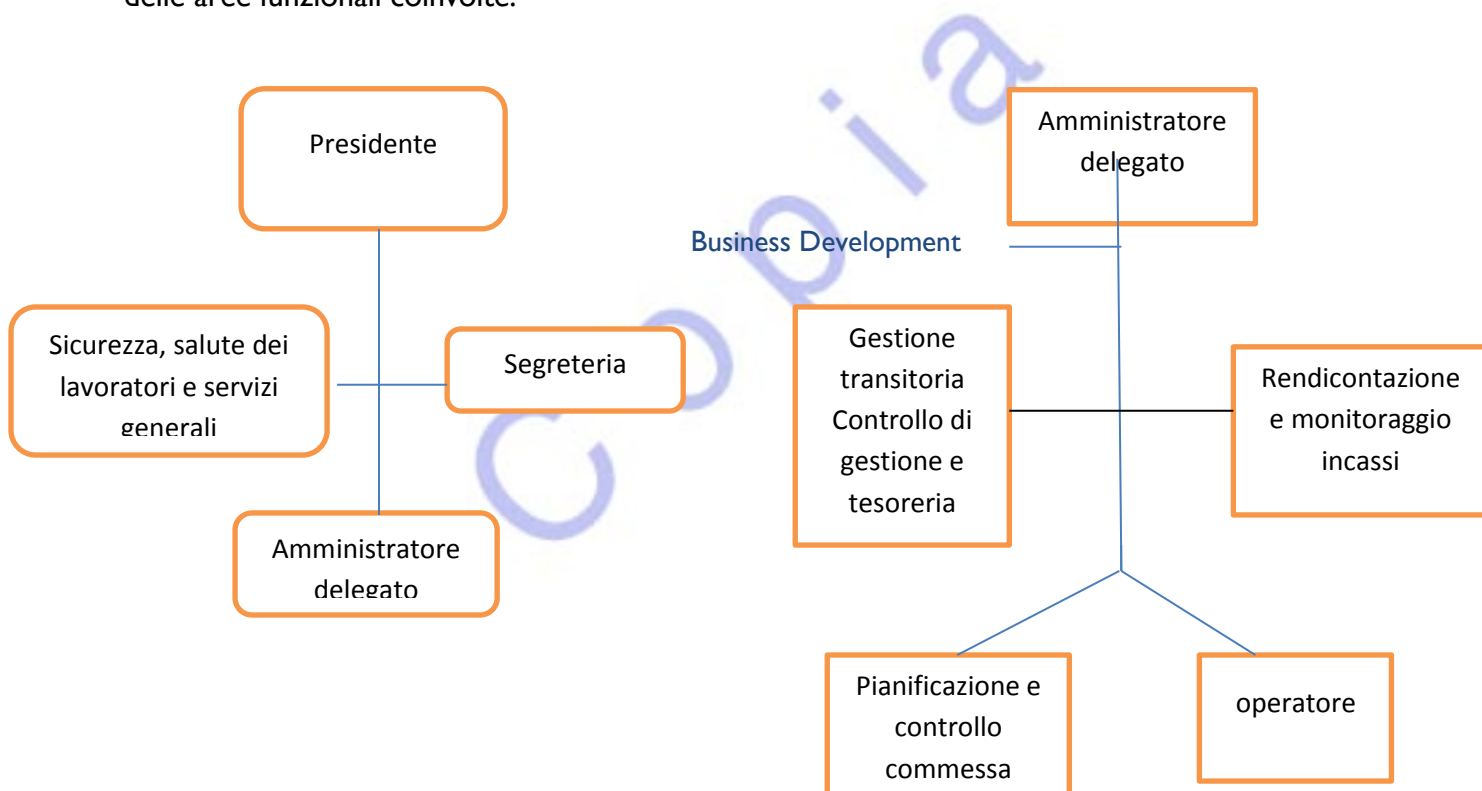 delle aree funzionali coinvolte.
Presidente
Sicurezza, salute dei
lavoratori e servizi
generali
Segreteria
Amministratore
delegato
Amministratore
delegato
Business Development
Gestione
transitoria
Controllo di
gestione e
tesoreria
Rendicontazione
e monitoraggio
incassi
Pianificazione e
controllo
commessa
operatore
Copia